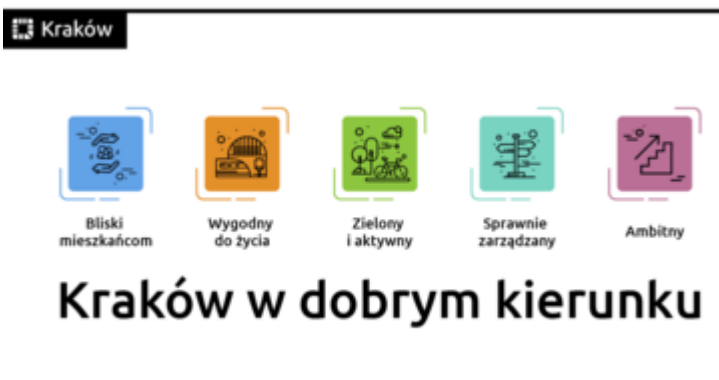 Kraków
Bliski
mieszkańcom
Wygodny
do życia
Zielony
i aktywny
Sprawnie
zarządzany
Ambitny
Kraków w dobrym kierunku